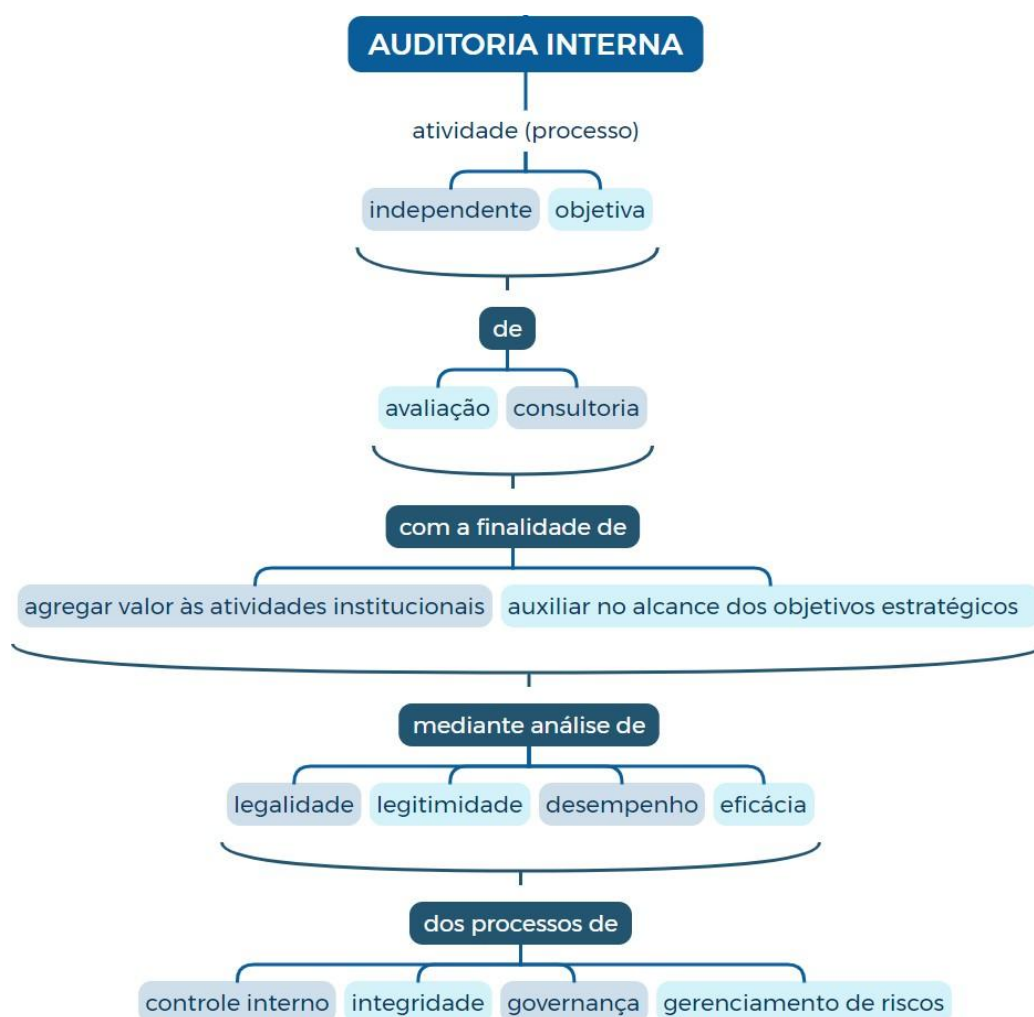 AUDITORIA INTERNA
atividade (processo)
independente objetiva
de
avaliação consultoria
com a finalidade de
agregar valor às atividades institucionais auxiliar no alcance dos objetivos estratégicos
mediante análise de
legalidade legitimidade desempenho eficácia
dos processos de
controle interno integridade governança gerenciamento de riscos